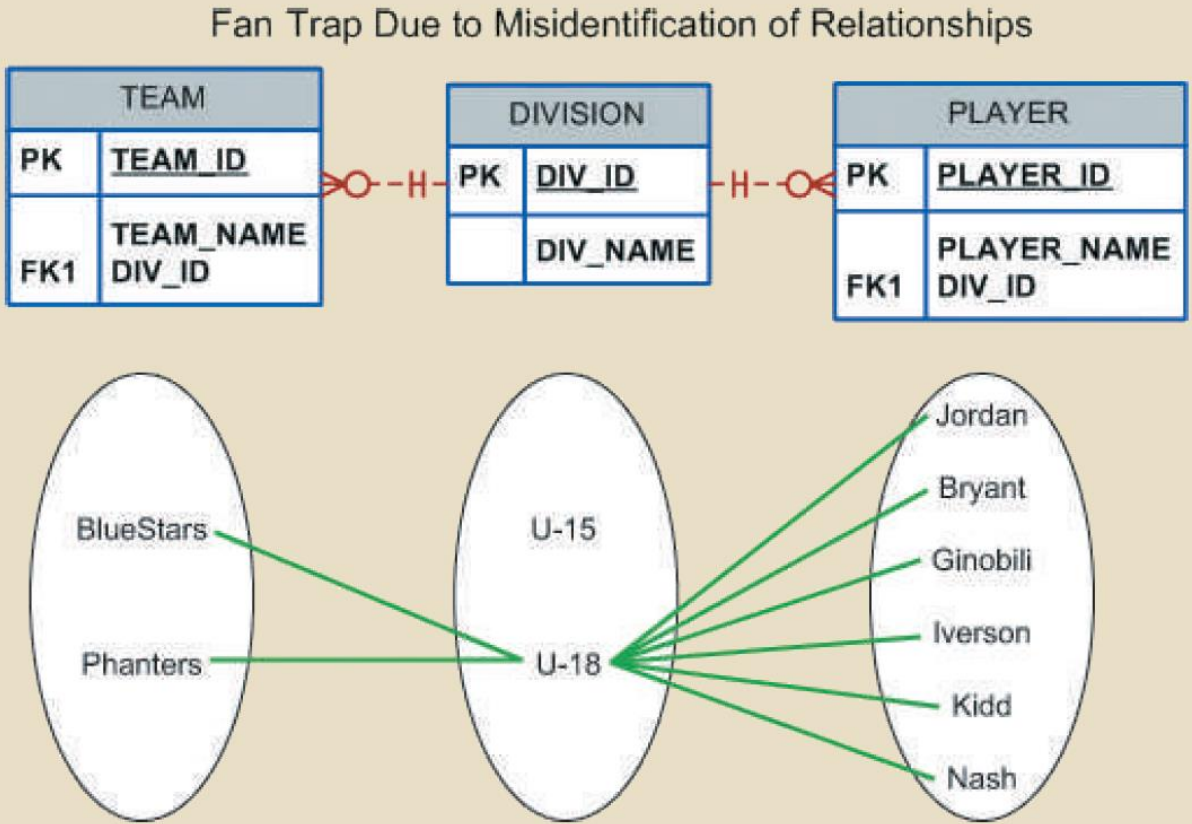 Fan Trap Due to Misidentification of Relationships
TEAM
PK TEAM_ID
TEAM_NAME
FK1 DIV_ID
DIVISION
PK DIV_ID
DIV_NAME
PLAYER
PK PLAYER_ID
PLAYER_NAME
FK1 DIV_ID
BlueStars
Phanters
U-15
U-18
Jordan
Bryant
Ginobili
Iverson
Kidd
Nash